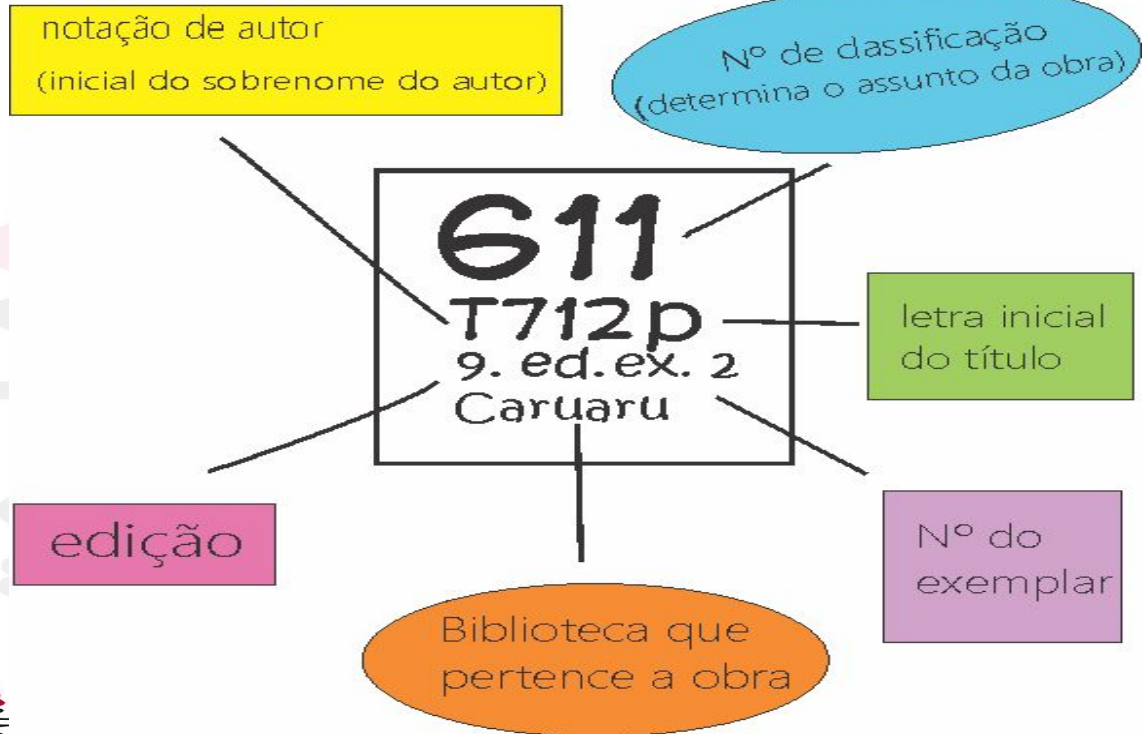 notação de autor
(inicial do sobrenome do autor)
Nº de classificação
(determina o assunto da obra)
611
T712p
9. ed.ex. 2
Caruaru
letra inicial
do título
edição
Nº do
exemplar
Biblioteca que
pertence a obra